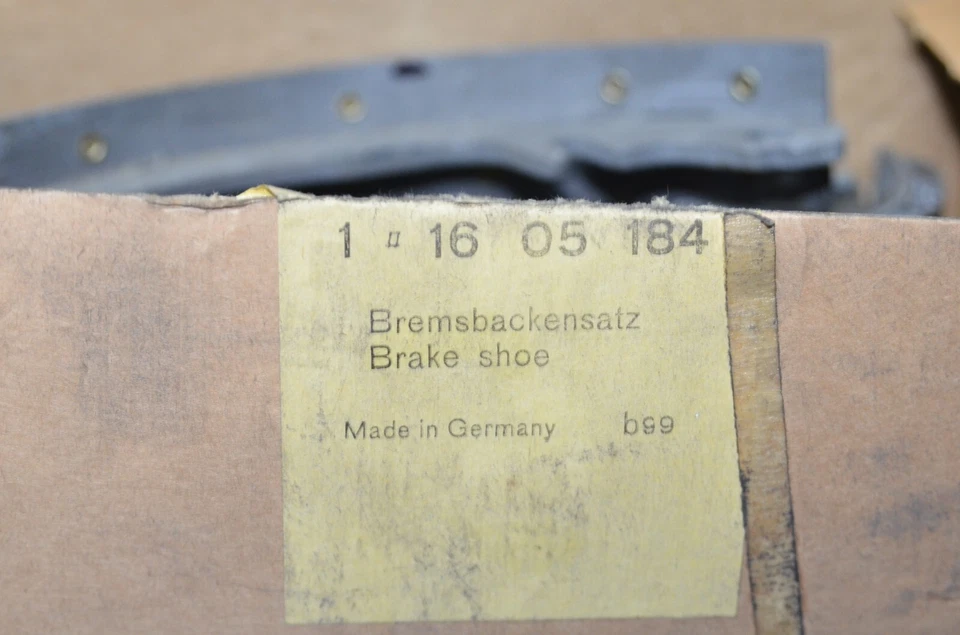 1 ¤ 16 05 184
Bremsbackensatz
Brake shoe
Made in Germany b99